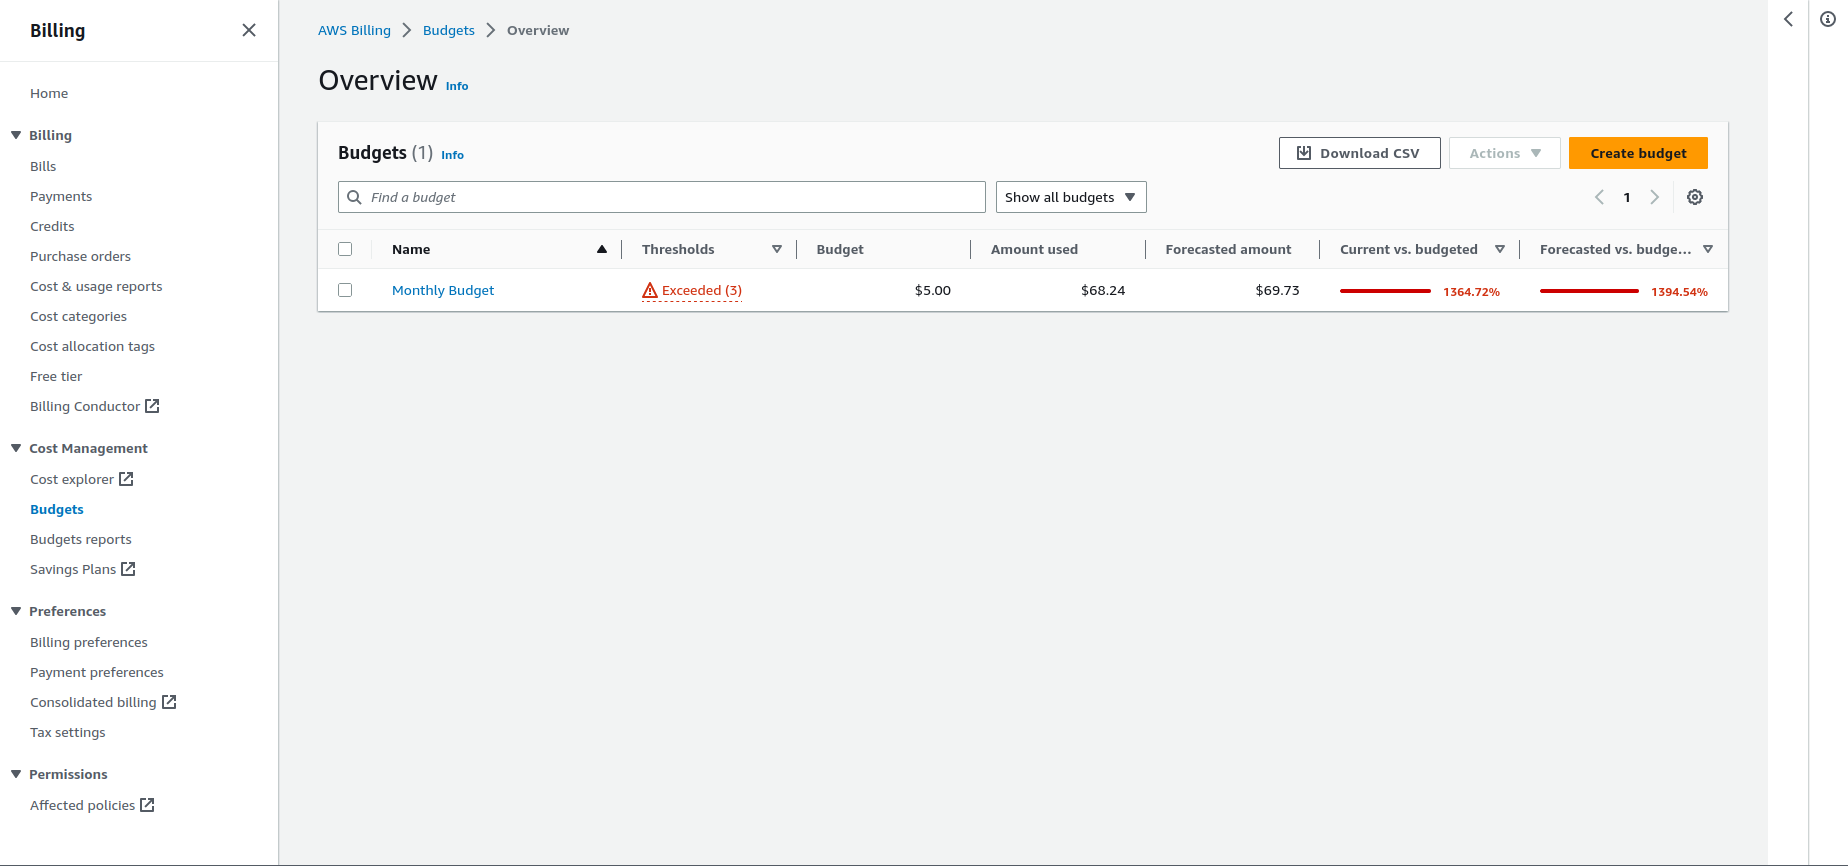 Billing
Home
Billing
Bills
Payments
Credits
Purchase orders
Cost & usage reports
Cost categories
Cost allocation tags
Free tier
Billing Conductor
Cost Management
Cost explorer
Budgets
Budgets reports
Savings Plans
Preferences
Billing preferences
Payment preferences
Consolidated billing
Tax settings
Permissions
Affected policies
AWS Billing > Budgets > Overview
Overview Info
Budgets (1) Info
Download CSV Actions Create budget
Find a budget Show all budgets 1
Name Thresholds Budget Amount used Forecasted amount Current vs. budgeted Forecasted vs. budge...
Monthly Budget Exceeded (3) $5.00 $68.24 $69.73 1364.72% 1394.54%